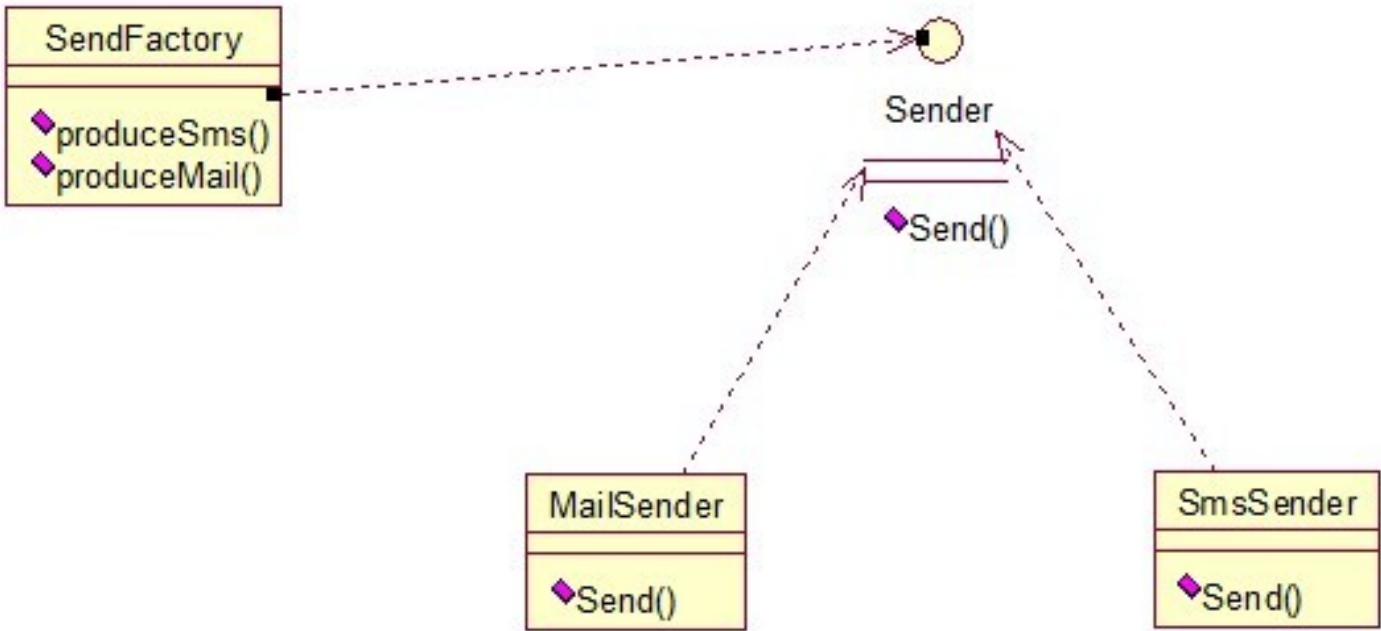 SendFactory
produceSms()
produceMail()
Sender
Send()
MailSender
Send()
SmsSender
Send()